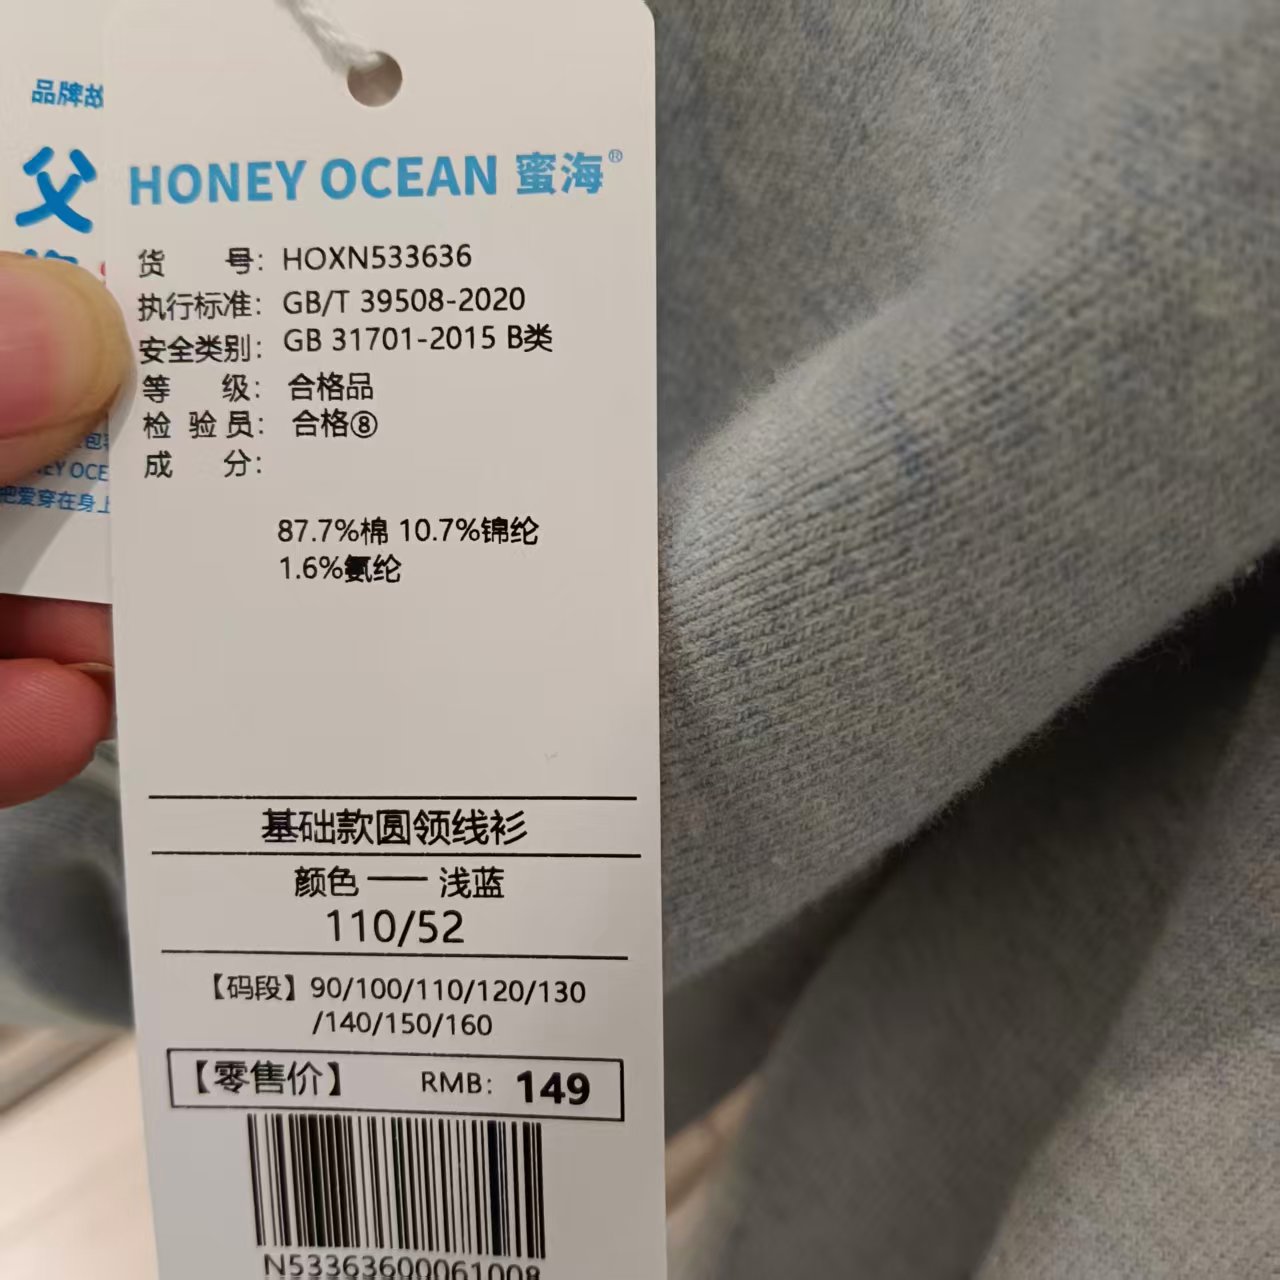 品牌故
父
HONEY OCEAN 蜜海®
货 号： HOXN533636
执行标准： GB/T 39508-2020
安全类别： GB 31701-2015 B类
等 级： 合格品
检 验 员： 合格⑧
成 分：
EY OCE
把爱穿在身上
87.7%棉 10.7%锦纶
1.6%氨纶
基础款圆领线衫
颜色 —— 浅蓝
110/52
【码段】90/100/110/120/130
/140/150/160
【零售价】 RMB： 149
N53363600061008